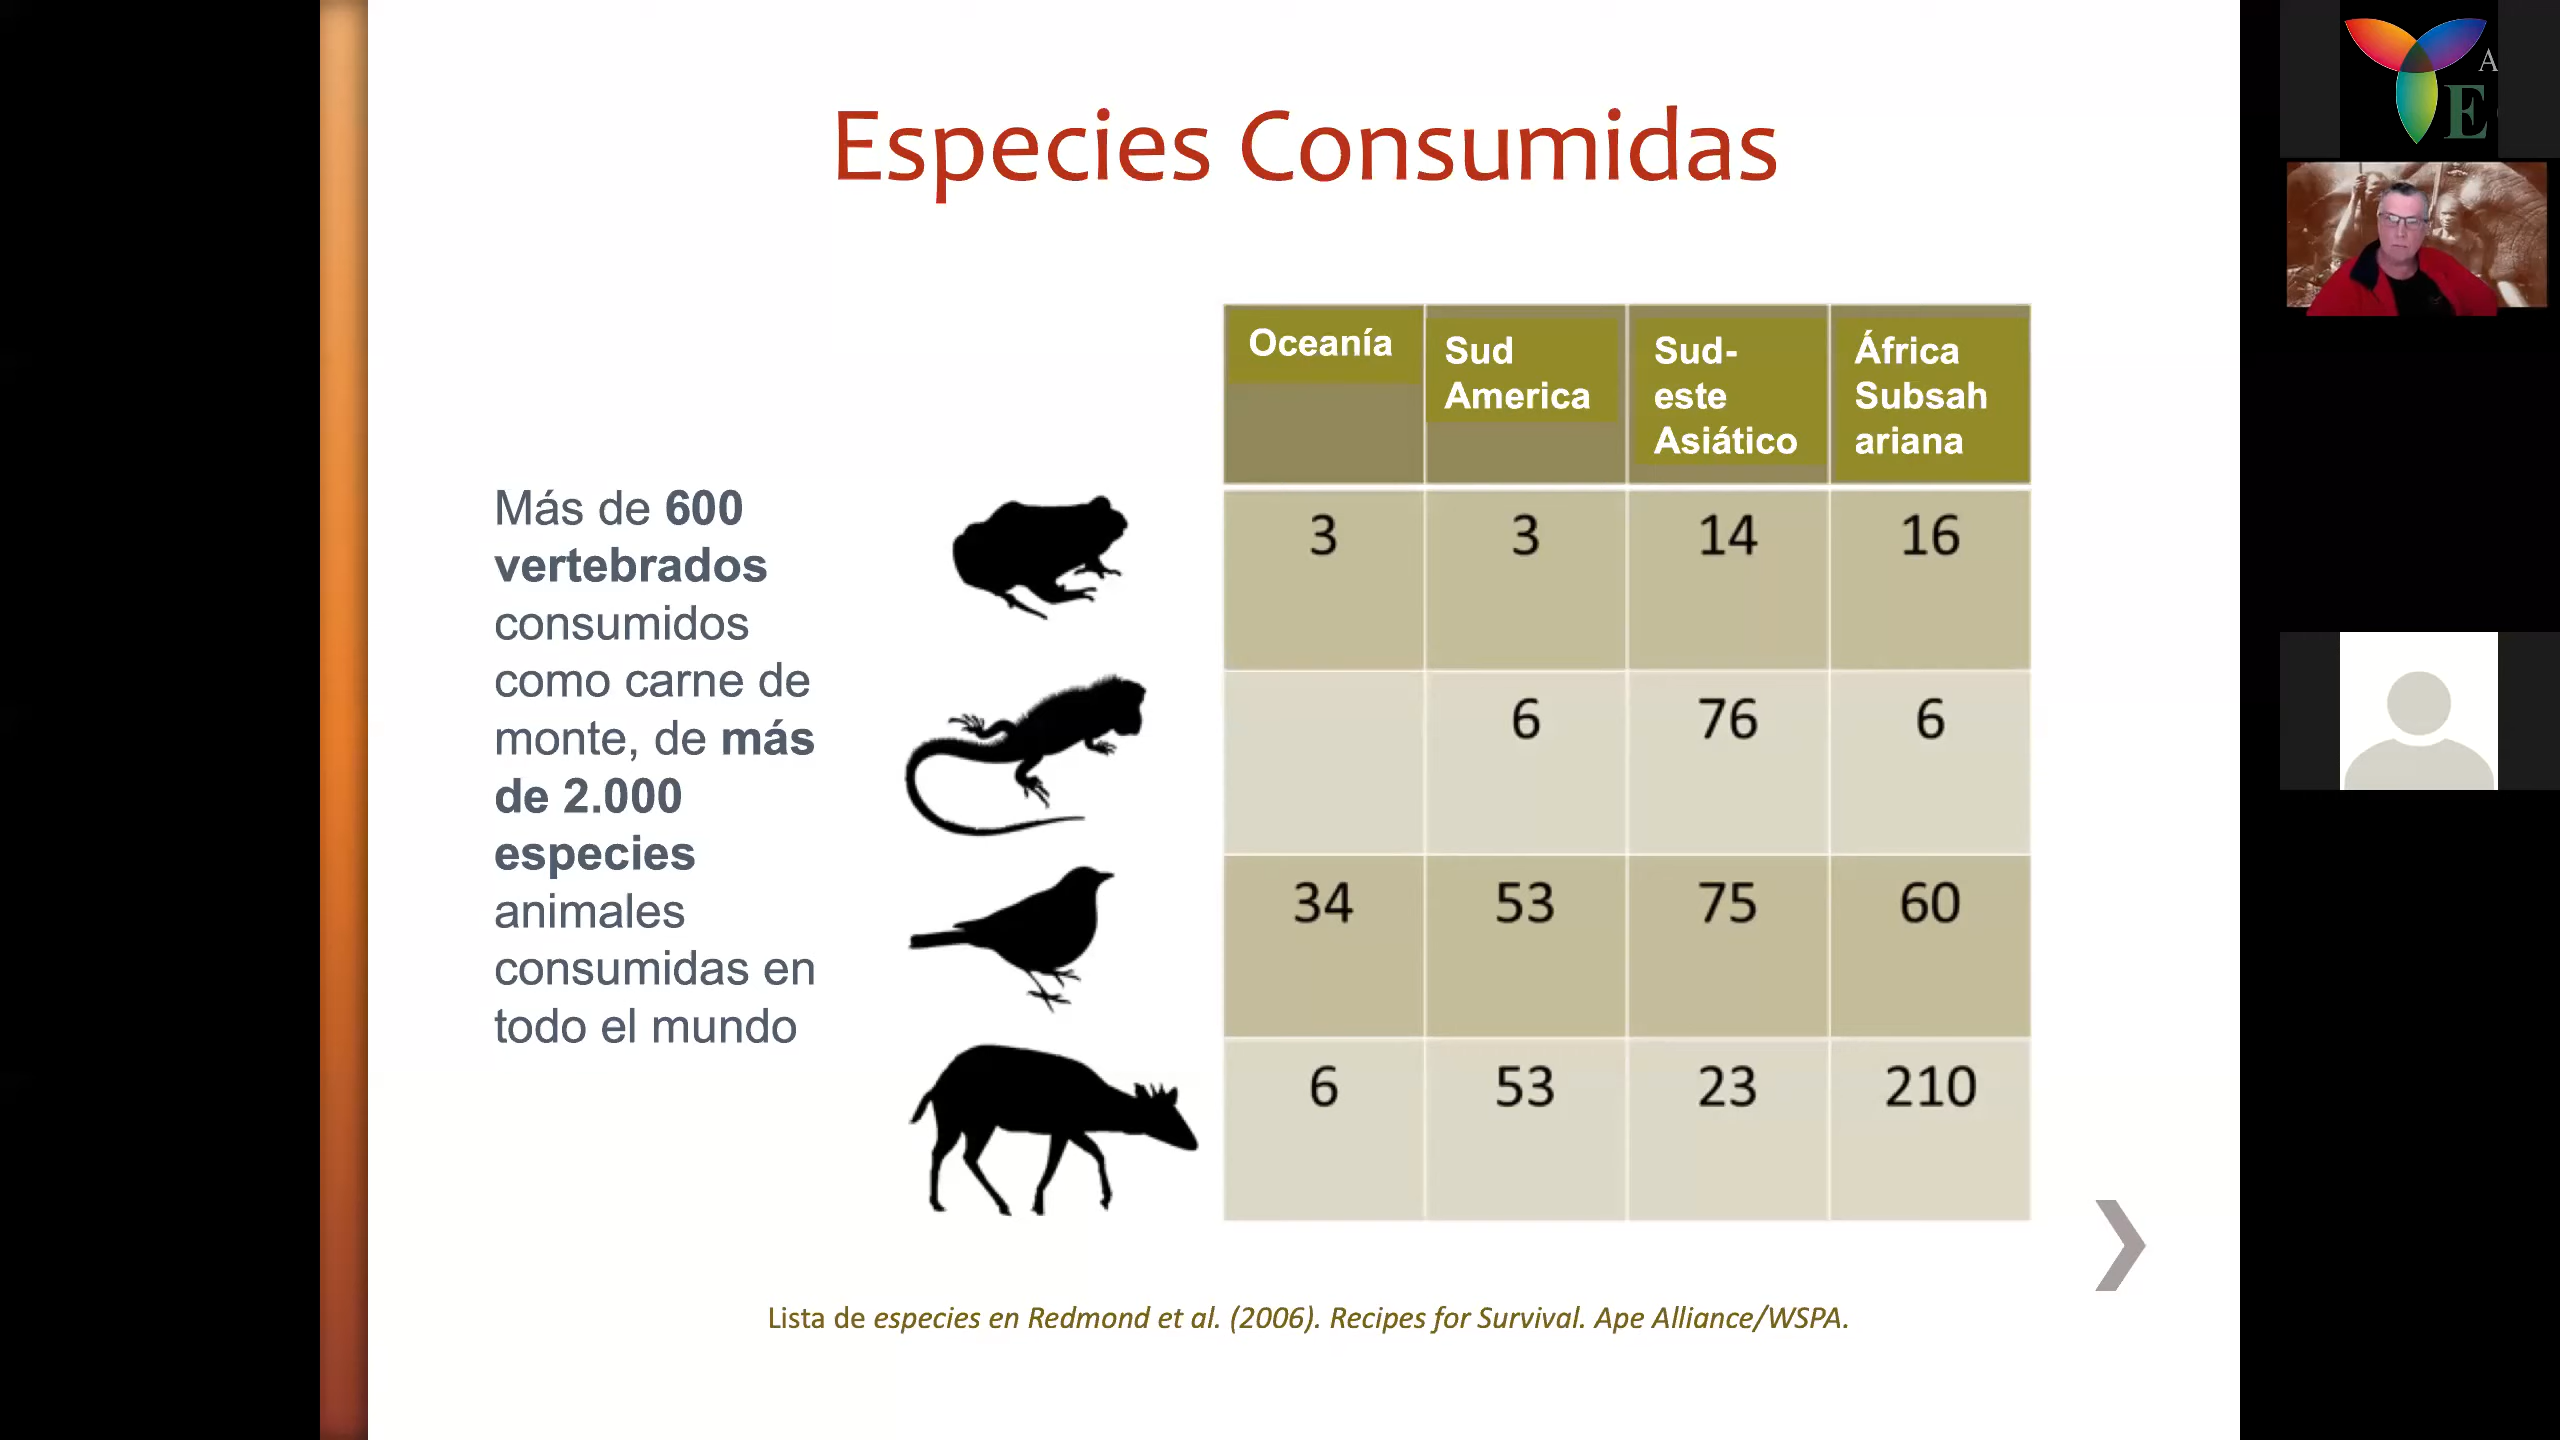 Especies Consumidas
Más de 600
vertebrados
consumidos
como carne de
monte, de más
de 2.000
especies
animales
consumidas en
todo el mundo
Oceanía
Sud
America
Sud-
este
Asiático
África
Subsah
ariana
3 3 14 16
6 76 6
34 53 75 60
6 53 23 210
Lista de especies en Redmond et al. (2006). Recipes for Survival. Ape Alliance/WSPA.
A
E